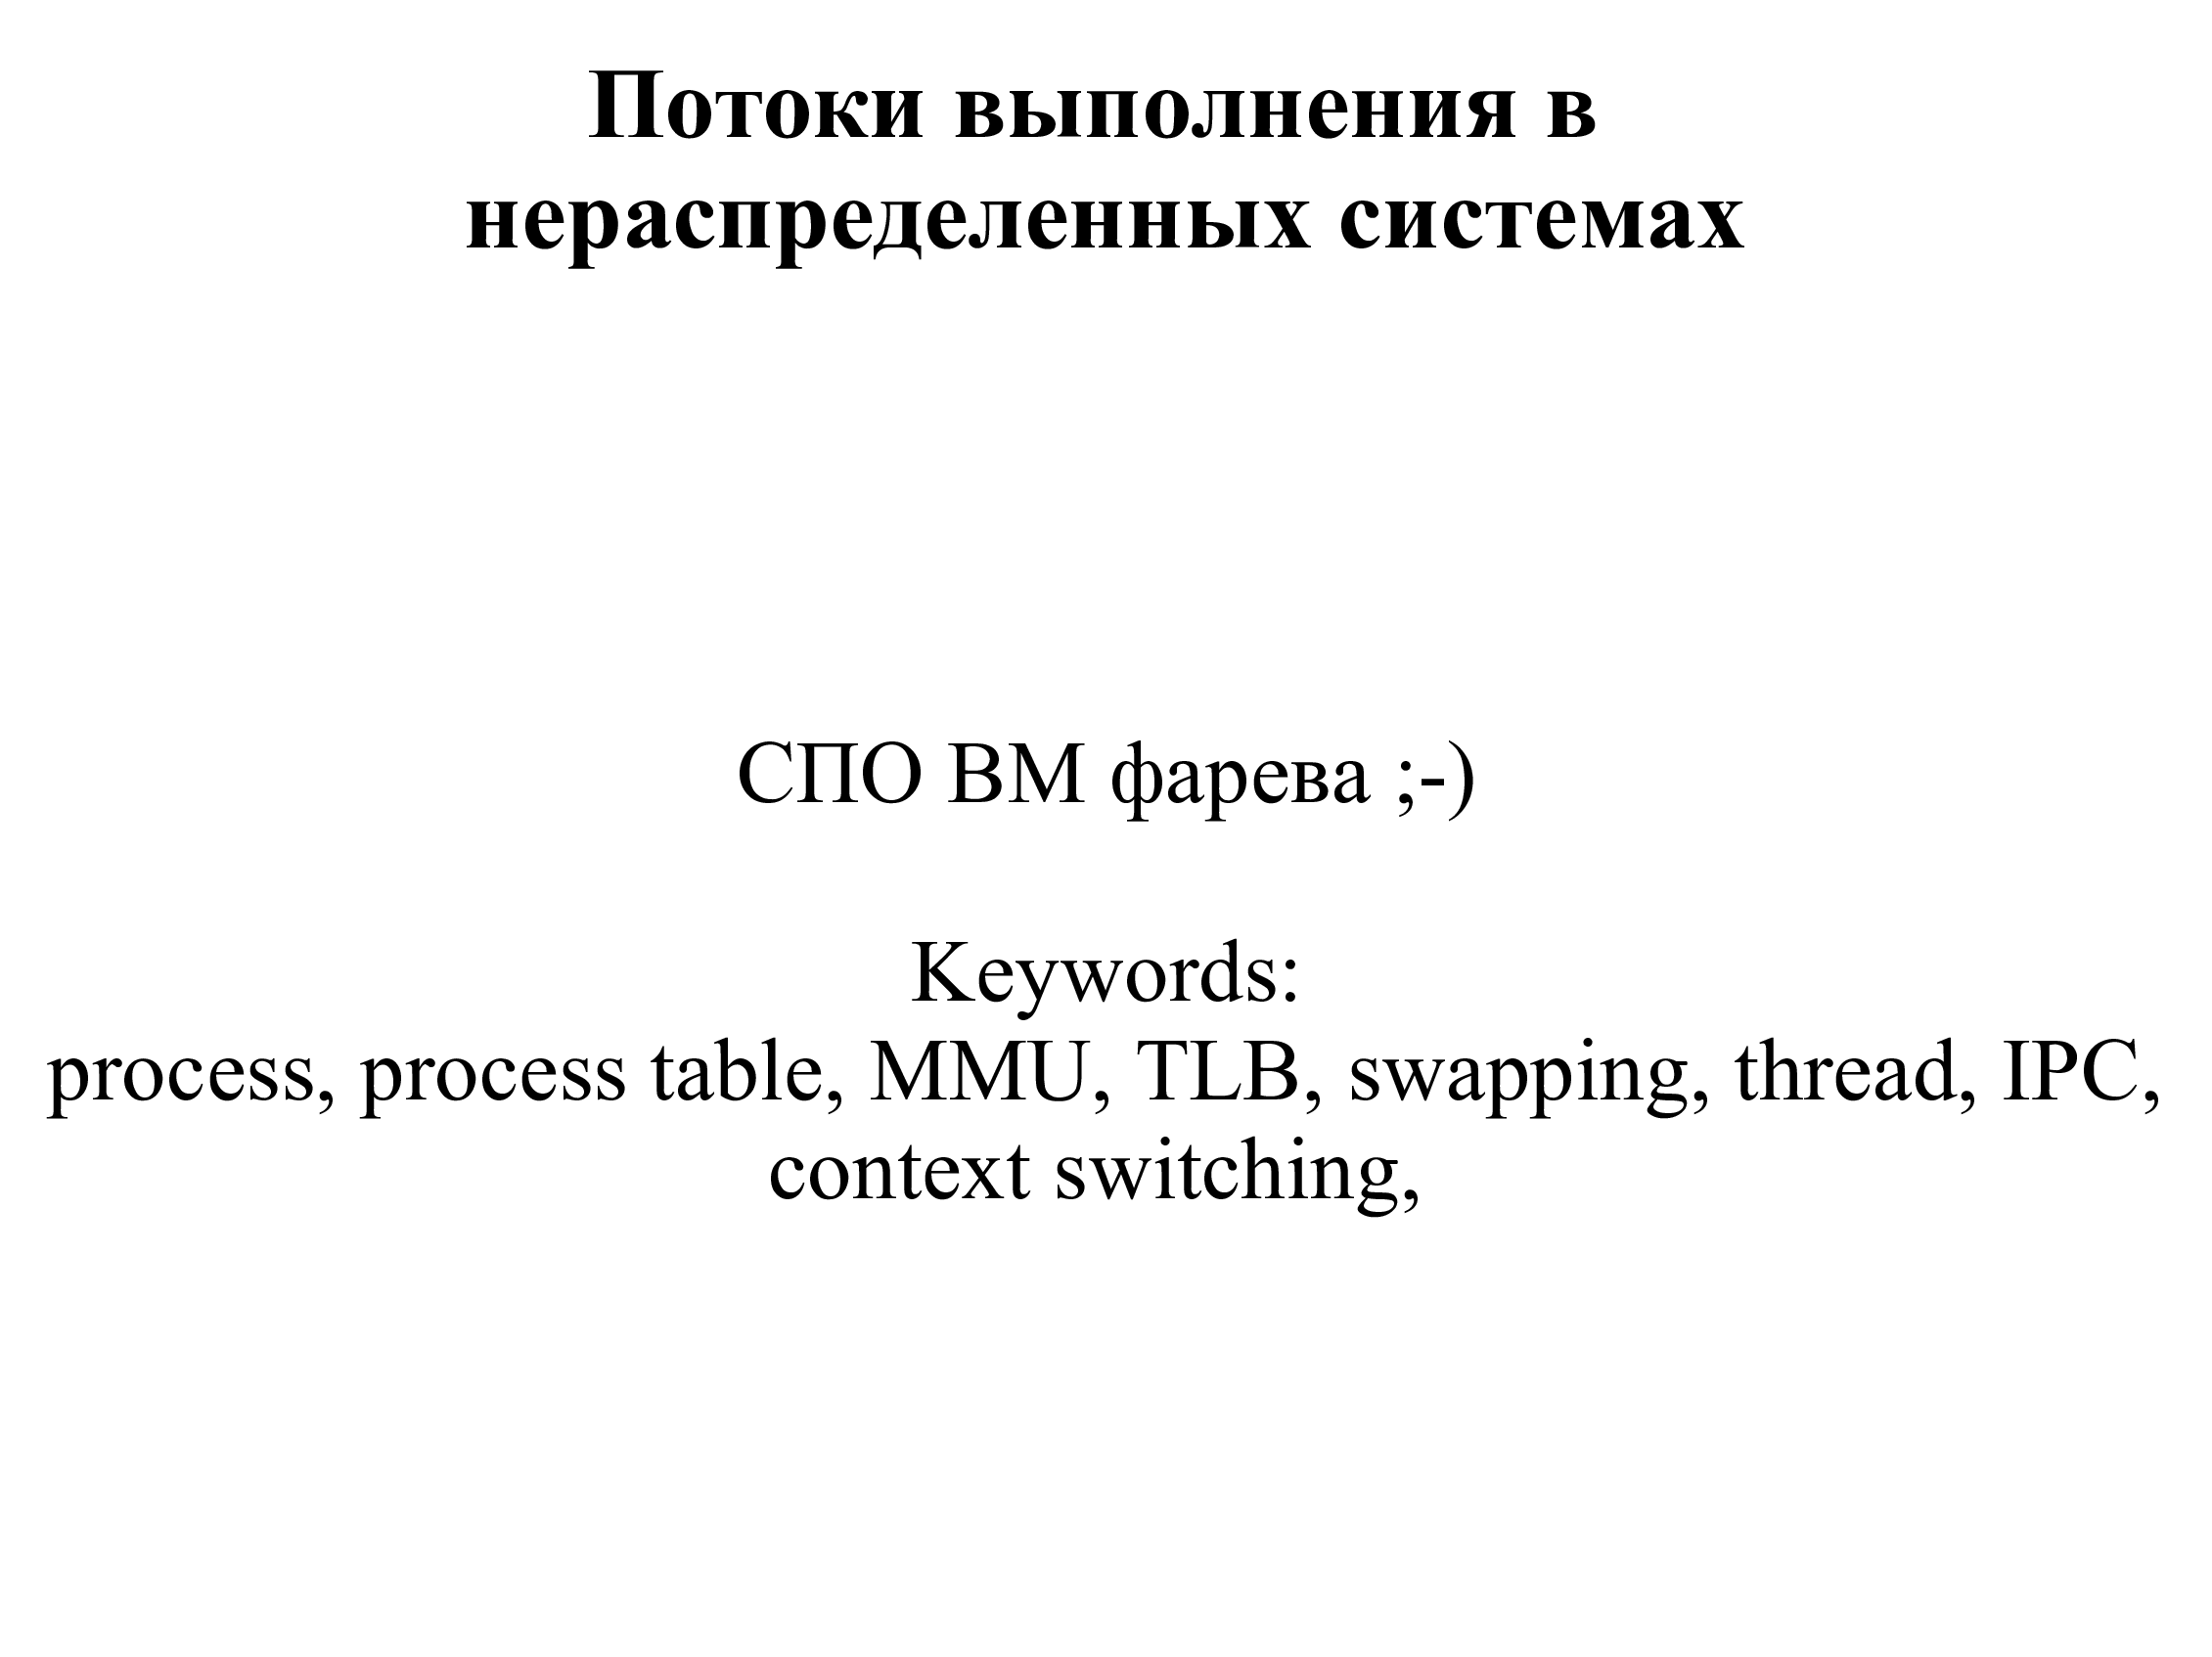 Потоки выполнения в
нераспределенных системах
СПО ВМ фарева ;-)
Keywords:
process, process table, MMU, TLB, swapping, thread, IPC,
context switching,